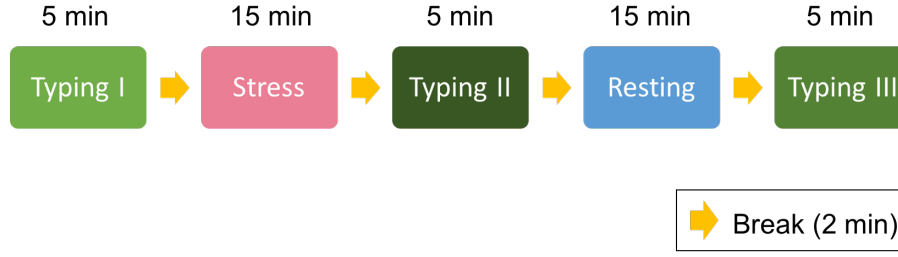 5 min
15 min
5 min
15 min
5 min
Typing I
Stress
Typing II
Resting
Typing III
Break (2 min)